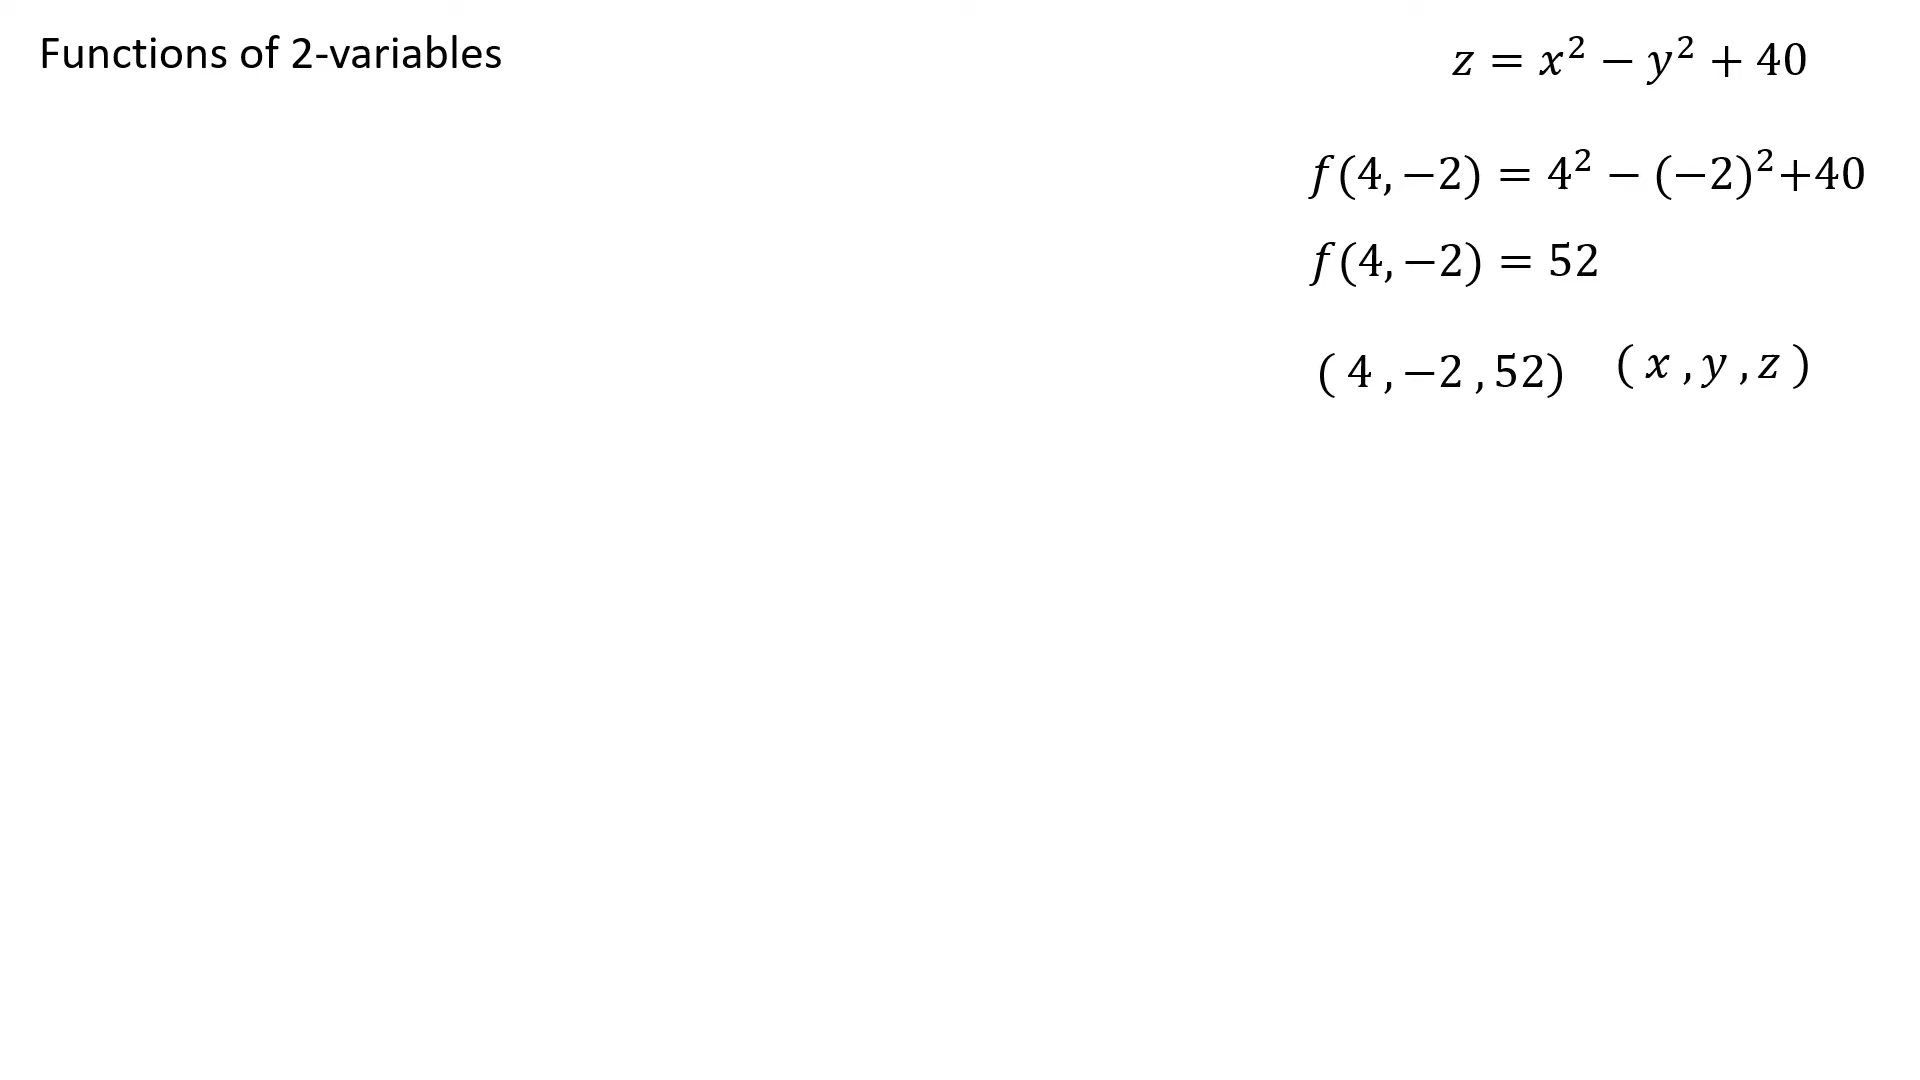 Functions of 2-variables
z = x² − y² + 40
f(4, −2) = 4² − (−2)²+40
f(4, −2) = 52
( 4 , −2 , 52) ( x , y , z )